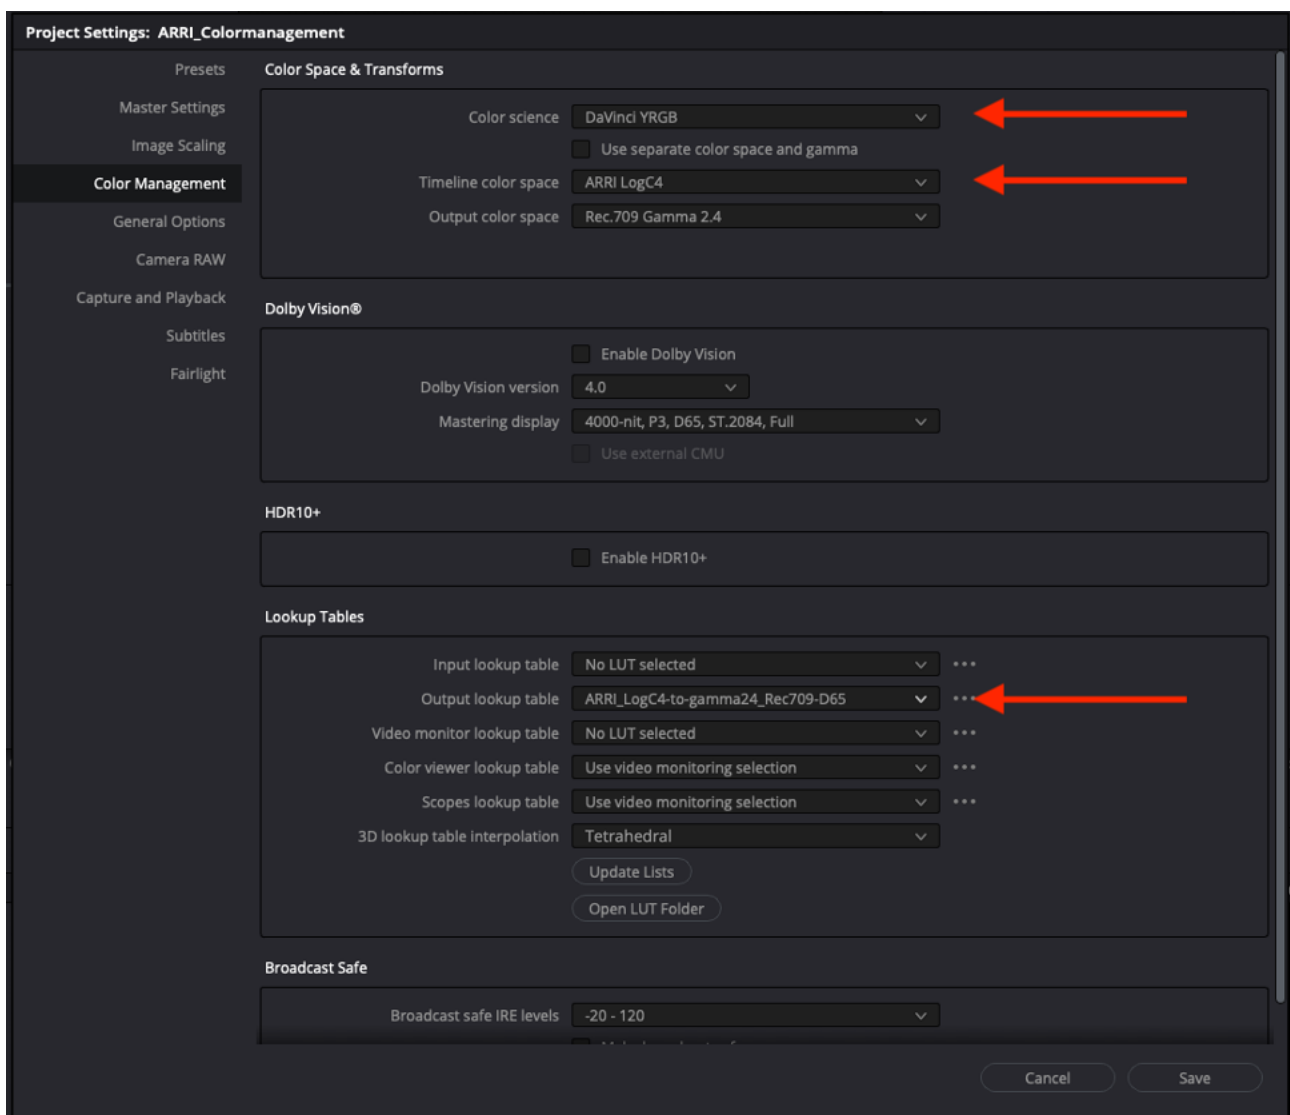 Project Settings: ARRI_Colormanagement
Presets
Master Settings
Image Scaling
Color Management
General Options
Camera RAW
Capture and Playback
Subtitles
Fairlight
Color Space & Transforms
Color science DaVinci YRGB
Use separate color space and gamma
Timeline color space ARRI LogC4
Output color space Rec.709 Gamma 2.4
Dolby Vision®
Enable Dolby Vision
Dolby Vision version 4.0
Mastering display 4000-nit, P3, D65, ST.2084, Full
Use external CMU
HDR10+
Enable HDR10+
Lookup Tables
Input lookup table No LUT selected
Output lookup table ARRI_LogC4-to-gamma24_Rec709-D65
Video monitor lookup table No LUT selected
Color viewer lookup table Use video monitoring selection
Scopes lookup table Use video monitoring selection
3D lookup table interpolation Tetrahedral
Update Lists
Open LUT Folder
Broadcast Safe
Broadcast safe IRE levels -20 - 120
Cancel Save